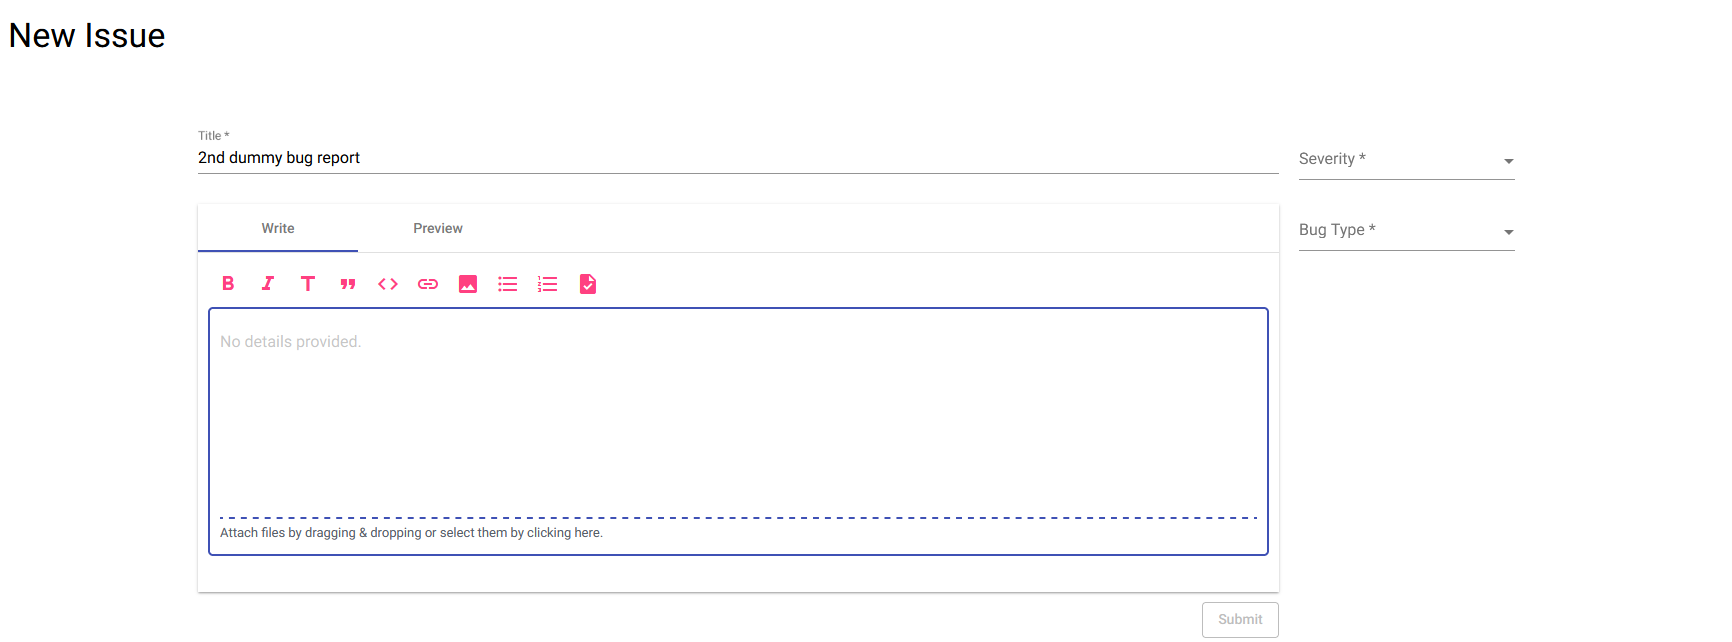 New Issue
Title *
2nd dummy bug report
Severity *
Write Preview
Bug Type *
No details provided.
Attach files by dragging & dropping or select them by clicking here.
Submit